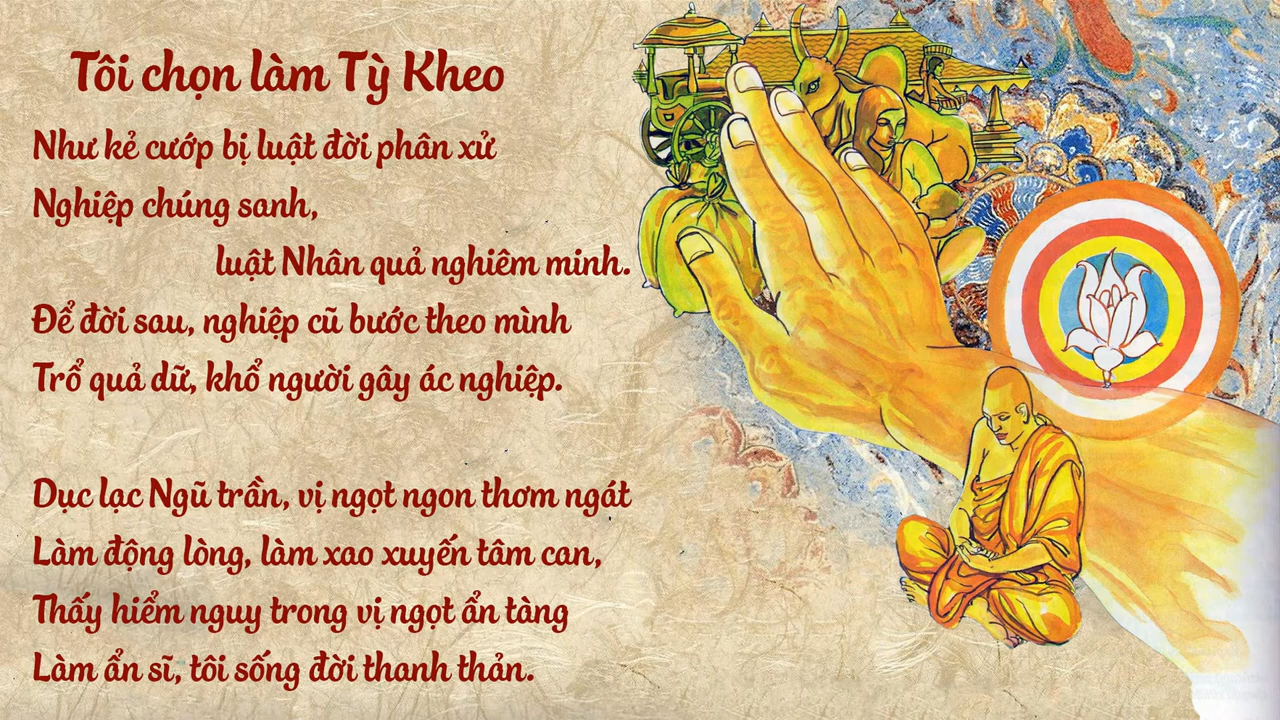 Tôi chọn làm Tỳ Kheo
Như kẻ cướp bị luật đời phân xử
Nghiệp chúng sanh,
luật Nhân quả nghiêm minh.
Để đời sau, nghiệp cũ bước theo mình
Trổ quả dữ, khổ người gây ác nghiệp.
Dục lạc Ngũ trần, vị ngọt ngon thơm ngát
Làm động lòng, làm xao xuyến tâm can,
Thấy hiểm nguy trong vị ngọt ẩn tàng
Làm ẩn sĩ, tôi sống đời thanh thản.